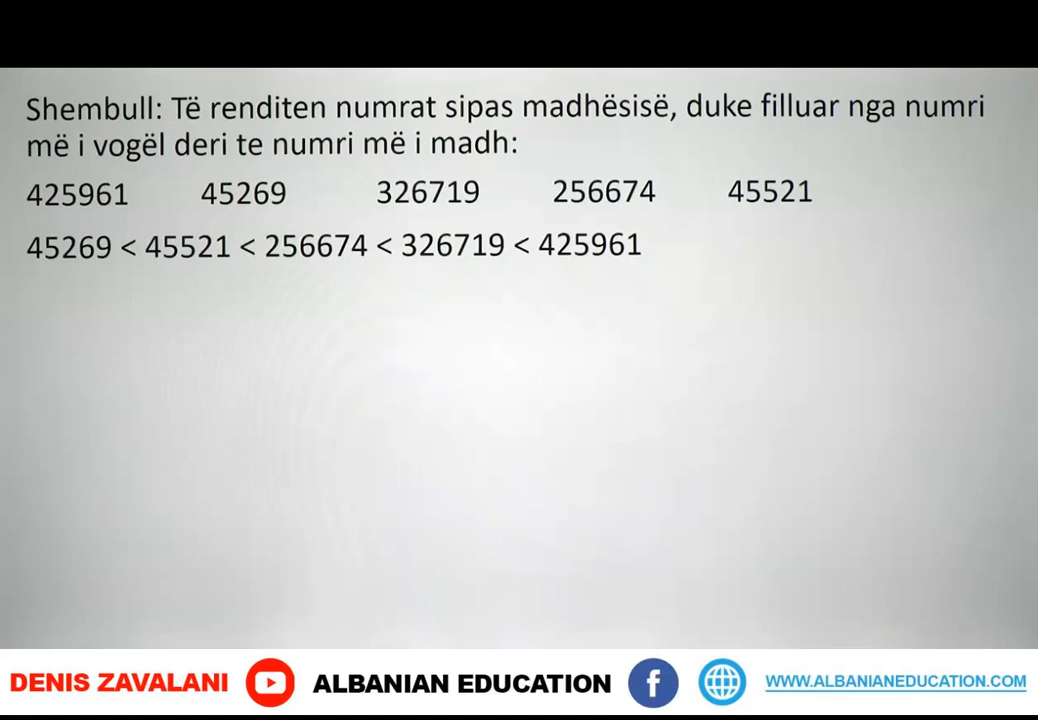 Shembull: Të renditen numrat sipas madhësisë, duke filluar nga numri
më i vogël deri te numri më i madh:
425961 45269 326719 256674 45521
45269 < 45521 < 256674 < 326719 < 425961
DENIS ZAVALANI ALBANIAN EDUCATION WWW.ALBANIANEDUCATION.COM